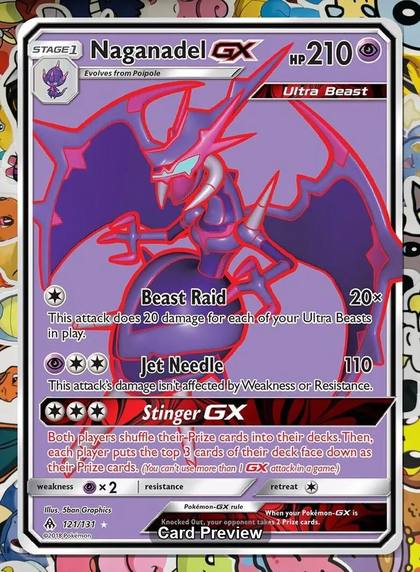 STAGE1 Naganadel GX HP 210
Evolves from Poipole
Ultra Beast
Beast Raid 20×
This attack does 20 damage for each of your Ultra Beasts
in play.
Jet Needle 110
This attack's damage isn't affected by Weakness or Resistance.
Stinger GX
Both players shuffle their Prize cards into their decks. Then,
each player puts the top 3 cards of their deck face down as
their Prize cards. (You can't use more than 1 GX attack in a game.)
weakness ×2 resistance retreat
Illus. 5ban Graphics
Pokémon-GX rule
When your Pokémon-GX is
Knocked Out, your opponent takes 2 Prize cards.
121/131
©2018 Pokémon
Card Preview